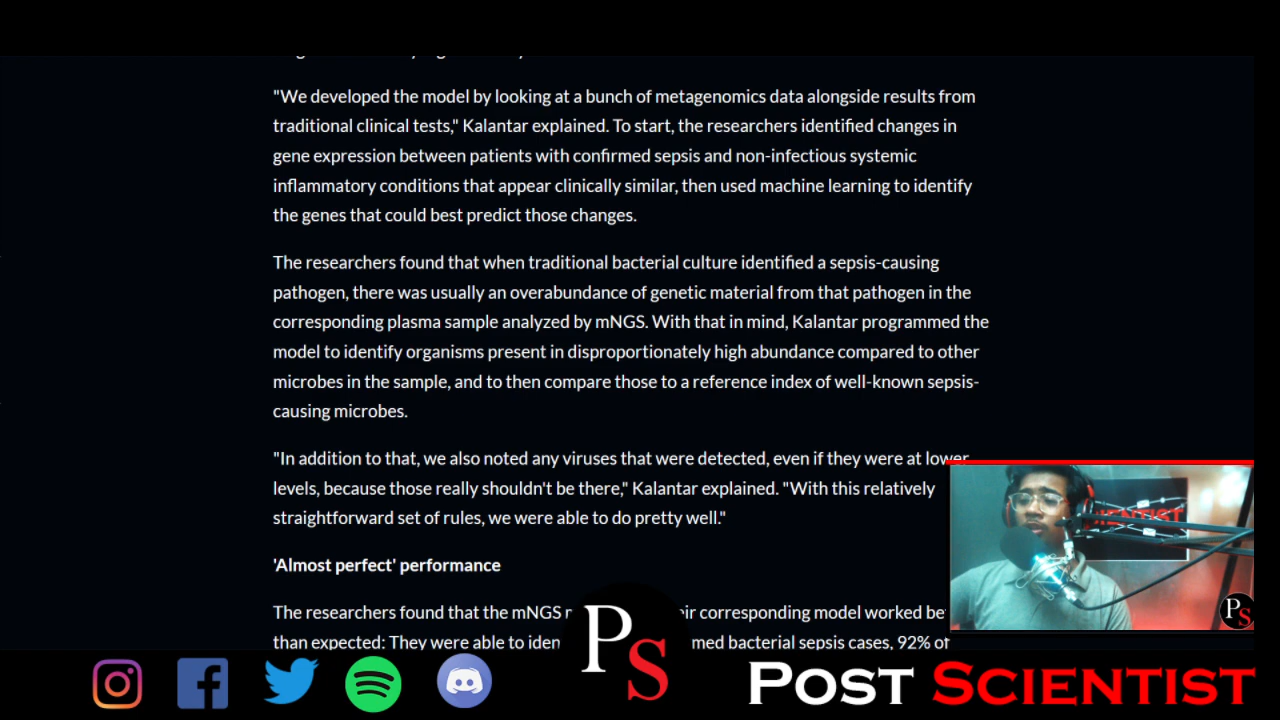 "We developed the model by looking at a bunch of metagenomics data alongside results from
traditional clinical tests," Kalantar explained. To start, the researchers identified changes in
gene expression between patients with confirmed sepsis and non-infectious systemic
inflammatory conditions that appear clinically similar, then used machine learning to identify
the genes that could best predict those changes.
The researchers found that when traditional bacterial culture identified a sepsis-causing
pathogen, there was usually an overabundance of genetic material from that pathogen in the
corresponding plasma sample analyzed by mNGS. With that in mind, Kalantar programmed the
model to identify organisms present in disproportionately high abundance compared to other
microbes in the sample, and to then compare those to a reference index of well-known sepsis-
causing microbes.
"In addition to that, we also noted any viruses that were detected, even if they were at lower
levels, because those really shouldn't be there," Kalantar explained. "With this relatively
straightforward set of rules, we were able to do pretty well."
'Almost perfect' performance
The researchers found that the mNGS corresponding model worked
than expected: They were able to bacterial sepsis cases, 92% of
PS
POST SCIENTIST
PS